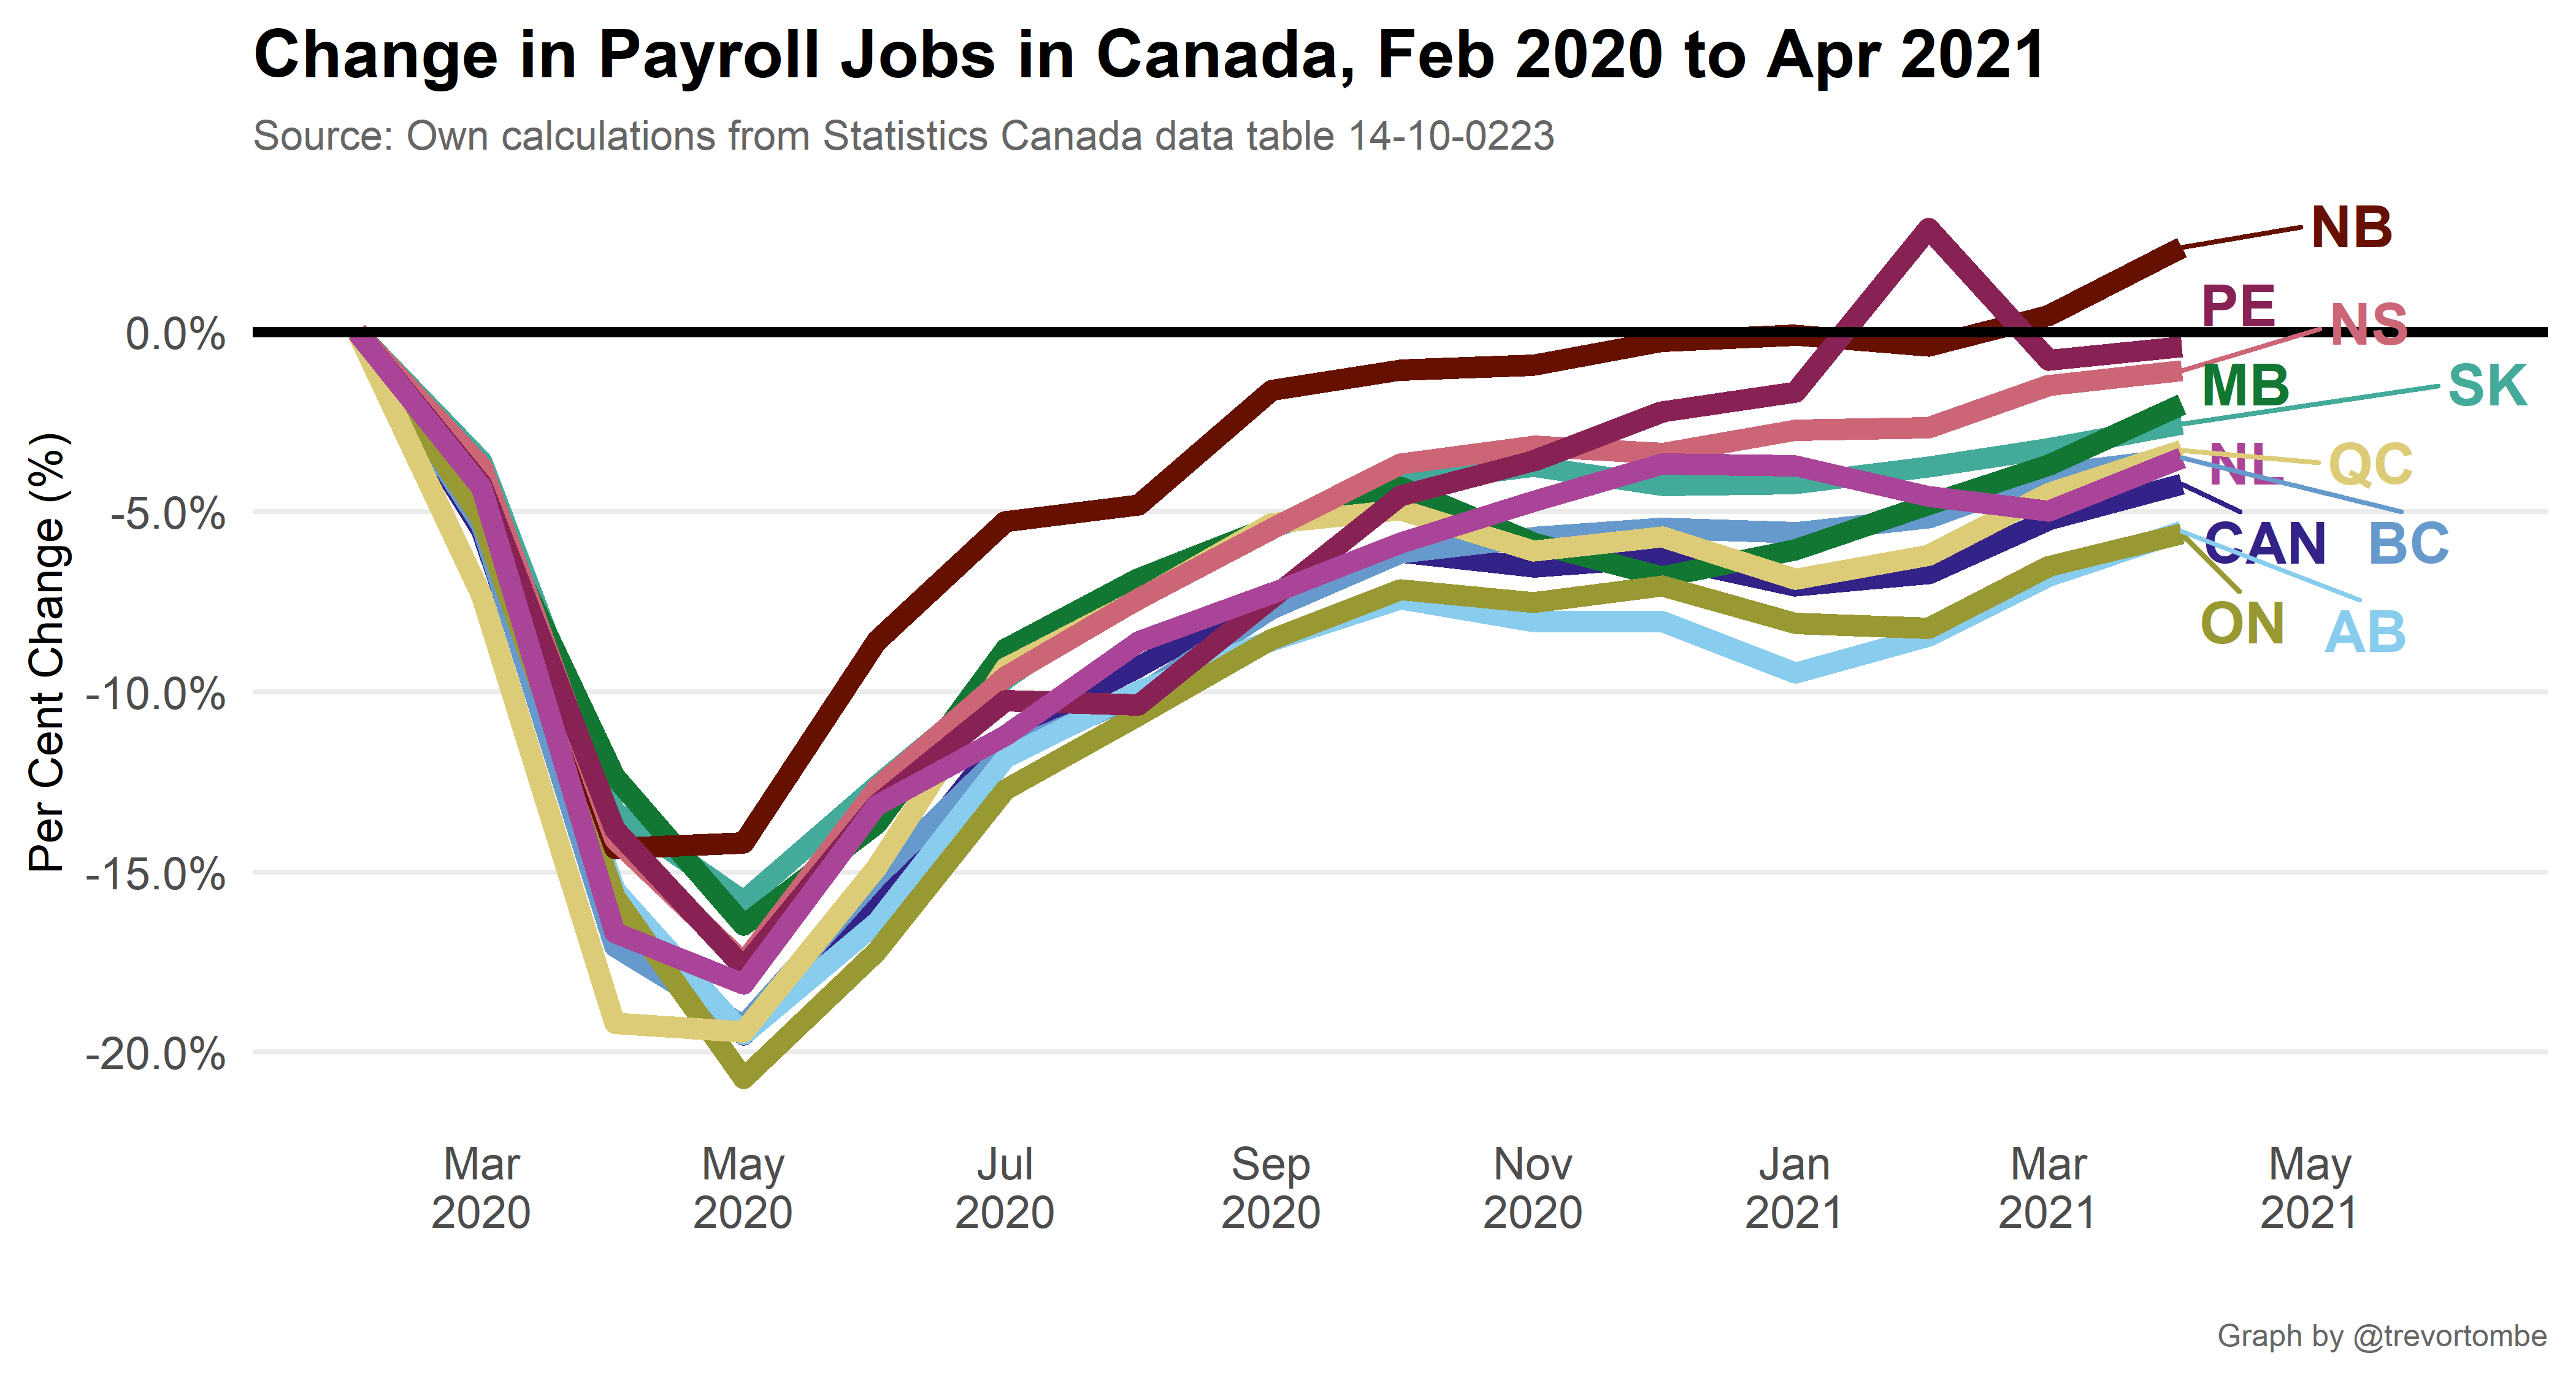 Change in Payroll Jobs in Canada, Feb 2020 to Apr 2021
Source: Own calculations from Statistics Canada data table 14-10-0223
Per Cent Change (%)
0.0%
-5.0%
-10.0%
-15.0%
-20.0%
NB
PE
NS
MB
SK
NL
QC
CAN
BC
ON
AB
Mar
2020
May
2020
Jul
2020
Sep
2020
Nov
2020
Jan
2021
Mar
2021
May
2021
Graph by @trevortombe